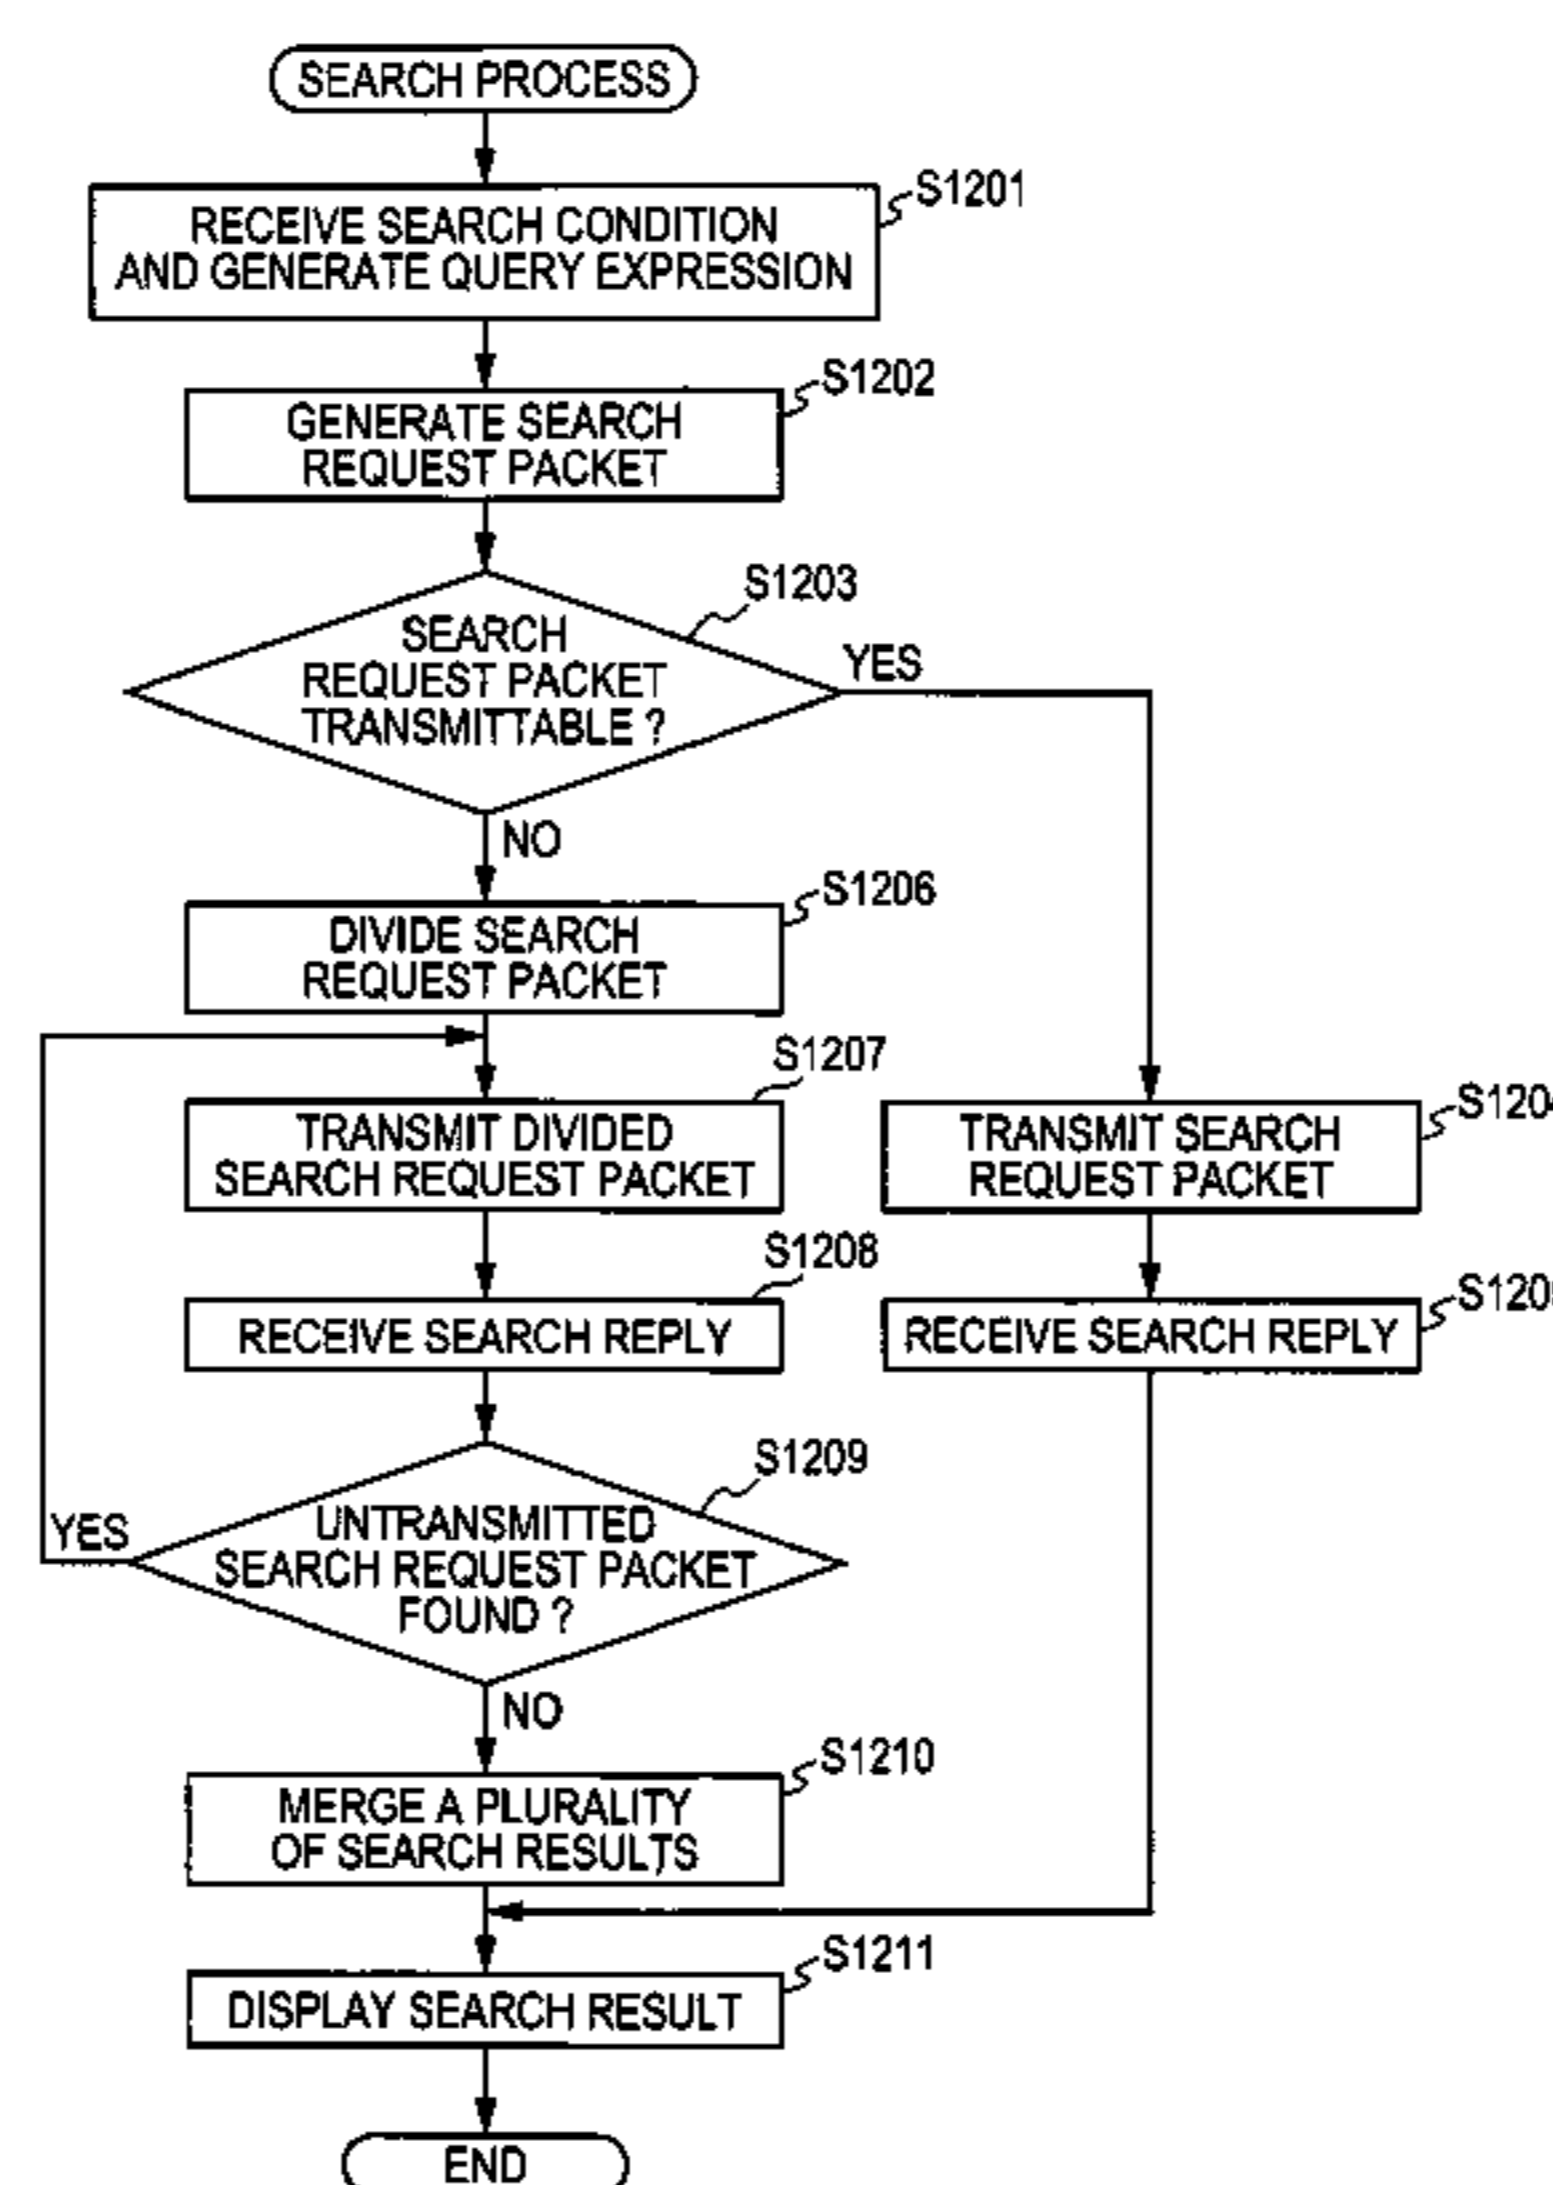 SEARCH PROCESS
S1201
RECEIVE SEARCH CONDITION
AND GENERATE QUERY EXPRESSION
S1202
GENERATE SEARCH
REQUEST PACKET
S1203
SEARCH
REQUEST PACKET
TRANSMITTABLE ?
YES
NO
S1206
DIVIDE SEARCH
REQUEST PACKET
S1207
TRANSMIT DIVIDED
SEARCH REQUEST PACKET
TRANSMIT SEARCH
REQUEST PACKET
S1208
RECEIVE SEARCH REPLY
RECEIVE SEARCH REPLY
S1209
UNTRANSMITTED
SEARCH REQUEST PACKET
FOUND ?
YES
NO
S1210
MERGE A PLURALITY
OF SEARCH RESULTS
S1211
DISPLAY SEARCH RESULT
END